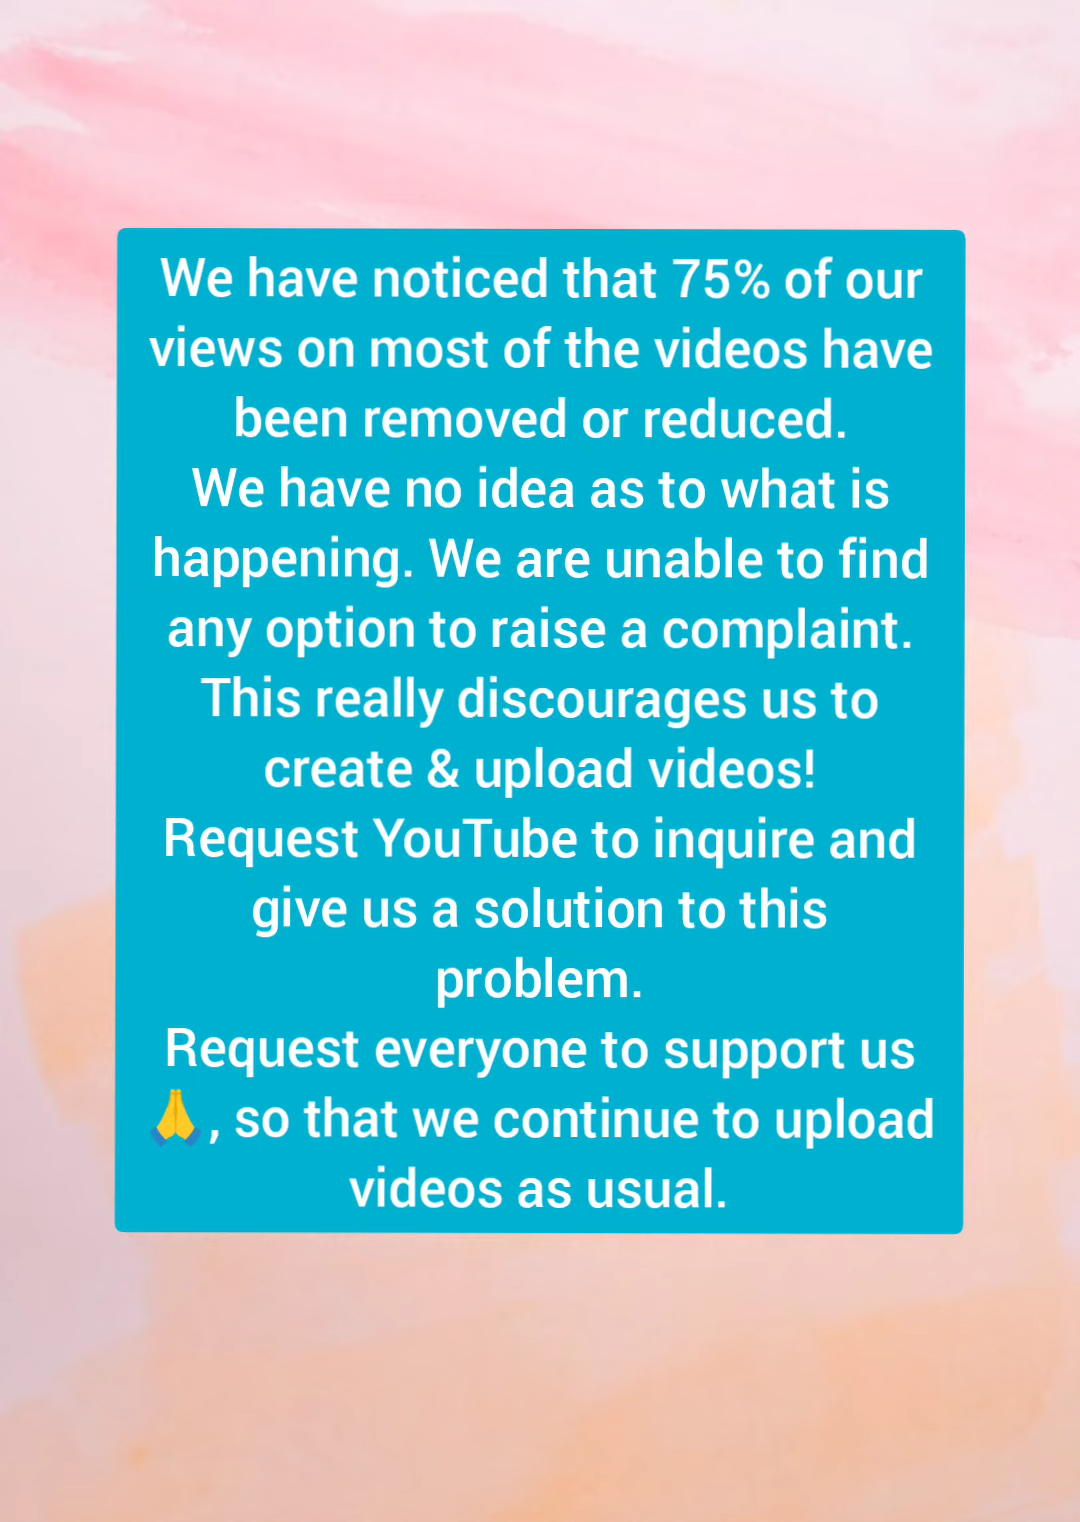 We have noticed that 75% of our
views on most of the videos have
been removed or reduced.
We have no idea as to what is
happening. We are unable to find
any option to raise a complaint.
This really discourages us to
create & upload videos!
Request YouTube to inquire and
give us a solution to this
problem.
Request everyone to support us
🙏, so that we continue to upload
videos as usual.